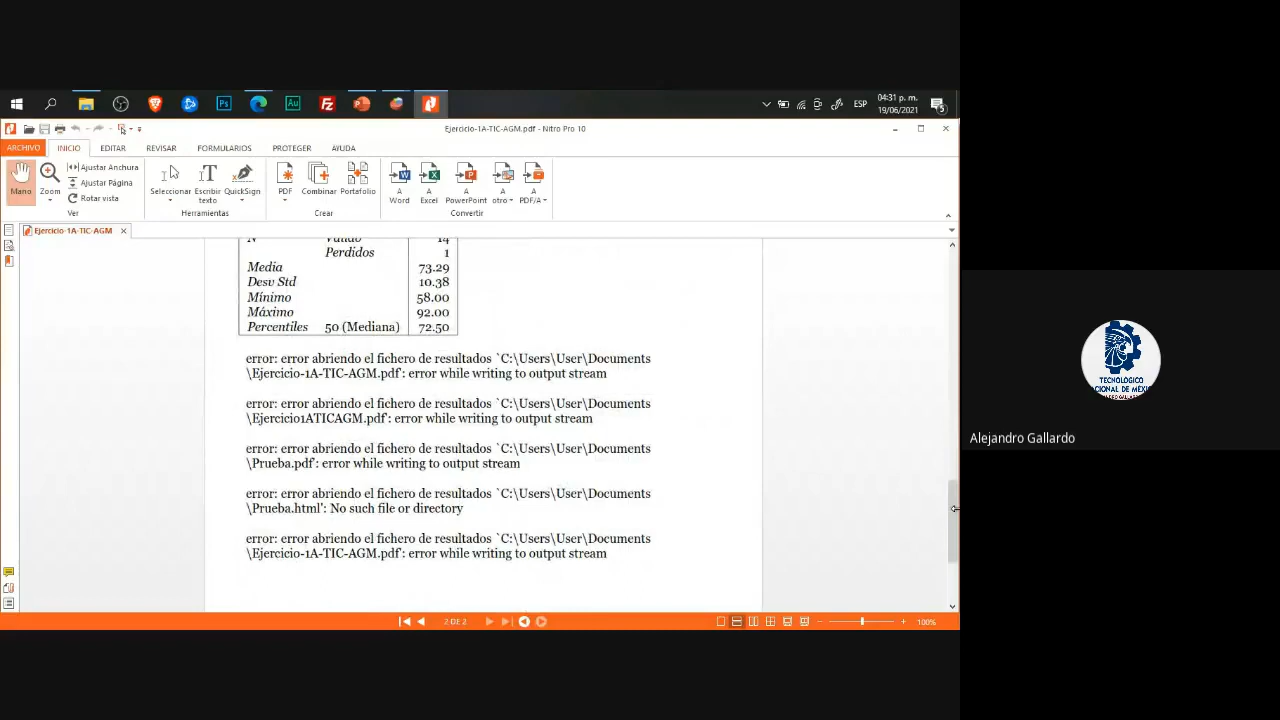 04:31 p. m.
ESP
19/06/2021
5
Ps
Au
Fz
Ejercicio-1A-TIC-AGM.pdf - Nitro Pro 10
ARCHIVO INICIO EDITAR REVISAR FORMULARIOS PROTEGER AYUDA
Mano
Zoom
Ajustar Anchura
Ajustar Página
Rotar vista
Ver
Seleccionar
Escribir texto
QuickSign
Herramientas
PDF
Combinar
Portafolio
Crear
A Word
A Excel
A PowerPoint
A otro
A PDF/A
Convertir
Ejercicio-1A-TIC-AGM
N Válido 14
Perdidos 1
Media 73.29
Desv Std 10.38
Mínimo 58.00
Máximo 92.00
Percentiles 50 (Mediana) 72.50
error: error abriendo el fichero de resultados `C:\Users\User\Documents
\Ejercicio-1A-TIC-AGM.pdf': error while writing to output stream
error: error abriendo el fichero de resultados `C:\Users\User\Documents
\Ejercicio1ATICAGM.pdf': error while writing to output stream
error: error abriendo el fichero de resultados `C:\Users\User\Documents
\Prueba.pdf': error while writing to output stream
error: error abriendo el fichero de resultados `C:\Users\User\Documents
\Prueba.html': No such file or directory
error: error abriendo el fichero de resultados `C:\Users\User\Documents
\Ejercicio-1A-TIC-AGM.pdf': error while writing to output stream
2 DE 2
100%
TECNOLOGICO
Alejandro Gallardo